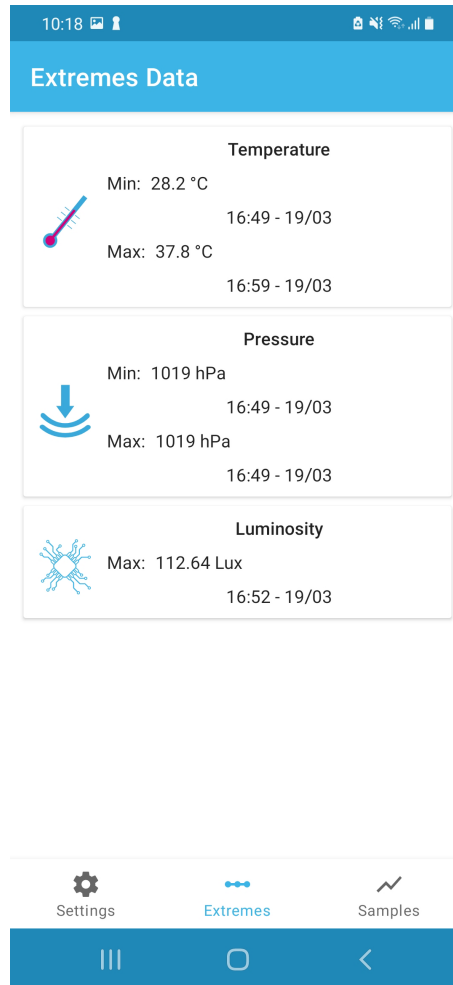 10:18
Extremes Data
Temperature
Min: 28.2 °C
16:49 - 19/03
Max: 37.8 °C
16:59 - 19/03
Pressure
Min: 1019 hPa
16:49 - 19/03
Max: 1019 hPa
16:49 - 19/03
Luminosity
Max: 112.64 Lux
16:52 - 19/03
Settings Extremes Samples